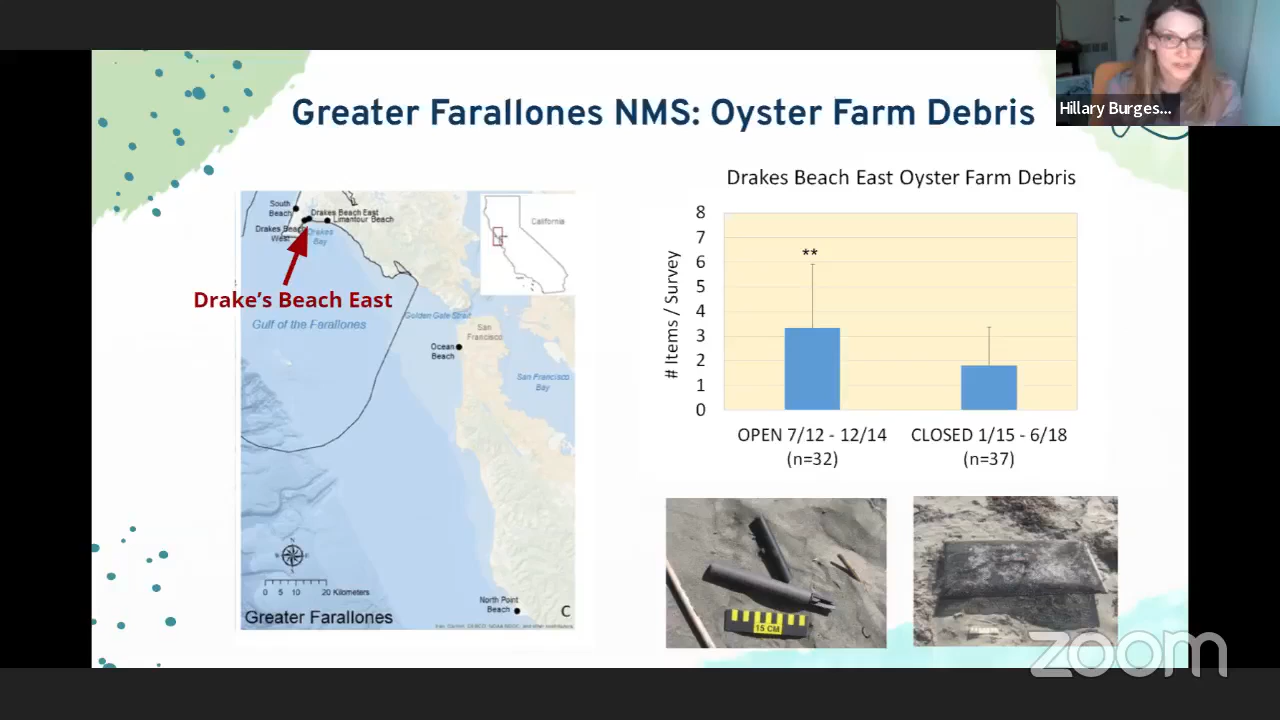 Greater Farallones NMS: Oyster Farm Debris
Hillary Burges...
South
Beach
Drakes Beach East
Limantour Beach
Drakes Beach
West
Drakes
Bay
California
Drake's Beach East
Gulf of the Farallones
Golden Gate Strait
San
Francisco
Ocean
Beach
San Francisco
Bay
N
0 5 10 20 Kilometers
North Point
Beach
C
Greater Farallones
Drakes Beach East Oyster Farm Debris
# Items / Survey
8
7
6
5
4
3
2
1
0
**
OPEN 7/12 - 12/14
(n=32)
CLOSED 1/15 - 6/18
(n=37)
15 CM
zoom